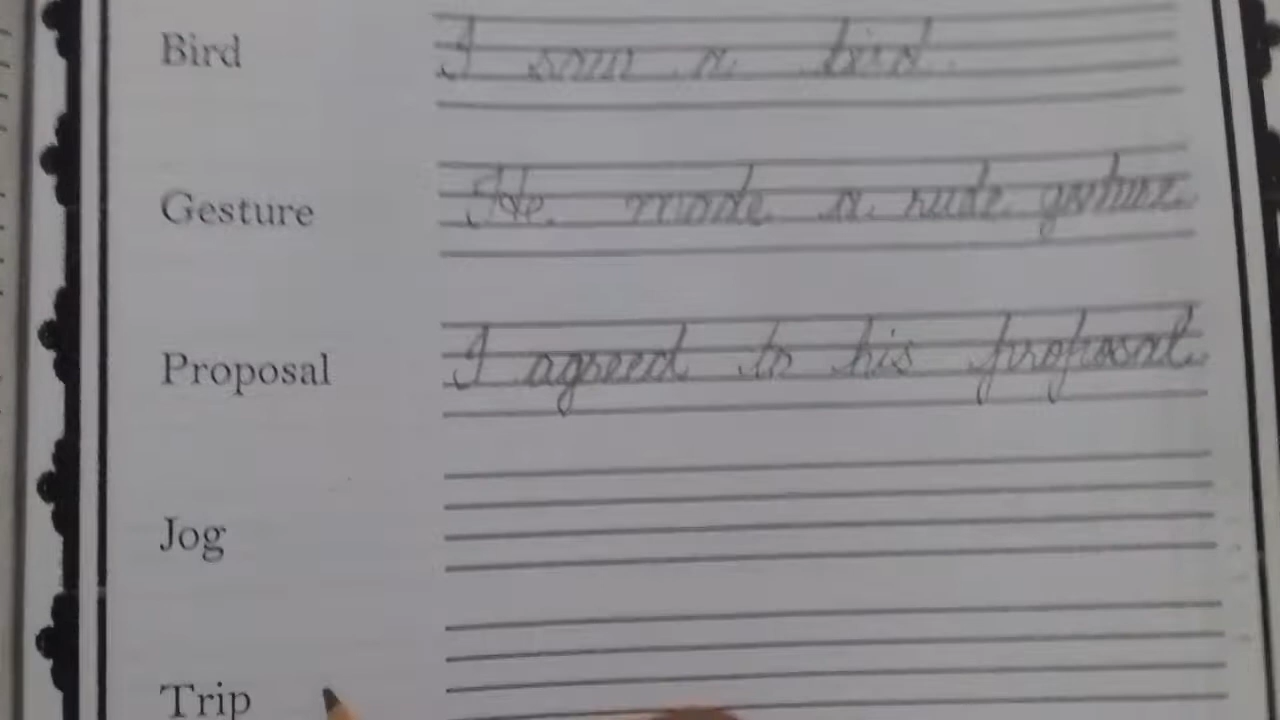 Bird I saw a bird.
Gesture He made a rude gesture.
Proposal I agreed to his proposal.
Jog
Trip